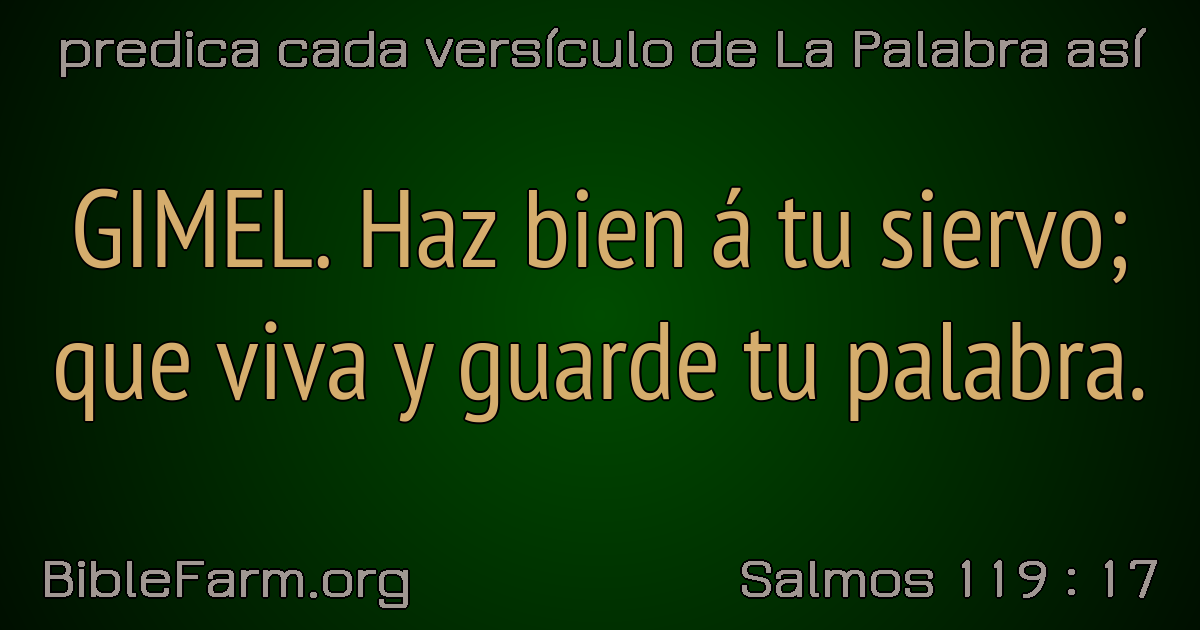 predica cada versículo de La Palabra así
GIMEL. Haz bien á tu siervo;
que viva y guarde tu palabra.
BibleFarm.org
Salmos 119 : 17